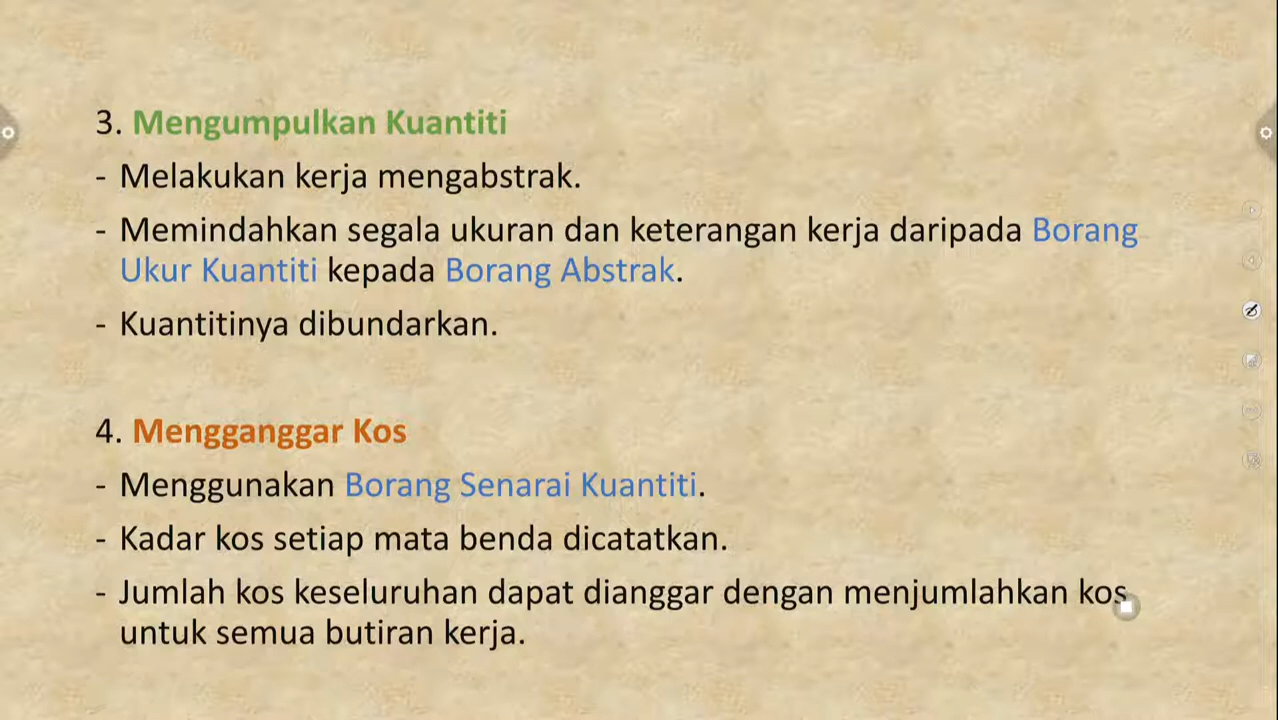 3. Mengumpulkan Kuantiti
- Melakukan kerja mengabstrak.
- Memindahkan segala ukuran dan keterangan kerja daripada Borang
Ukur Kuantiti kepada Borang Abstrak.
- Kuantitinya dibundarkan.
4. Mengganggar Kos
- Menggunakan Borang Senarai Kuantiti.
- Kadar kos setiap mata benda dicatatkan.
- Jumlah kos keseluruhan dapat dianggar dengan menjumlahkan kos
untuk semua butiran kerja.